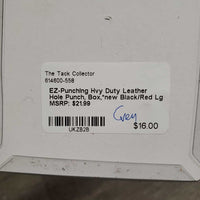 The Tack Collector
614600-558
EZ-Punching Hvy Duty Leather
Hole Punch, Box,*new Black/Red Lg
MSRP: $21.99
Grey
$16.00
UKZB2B